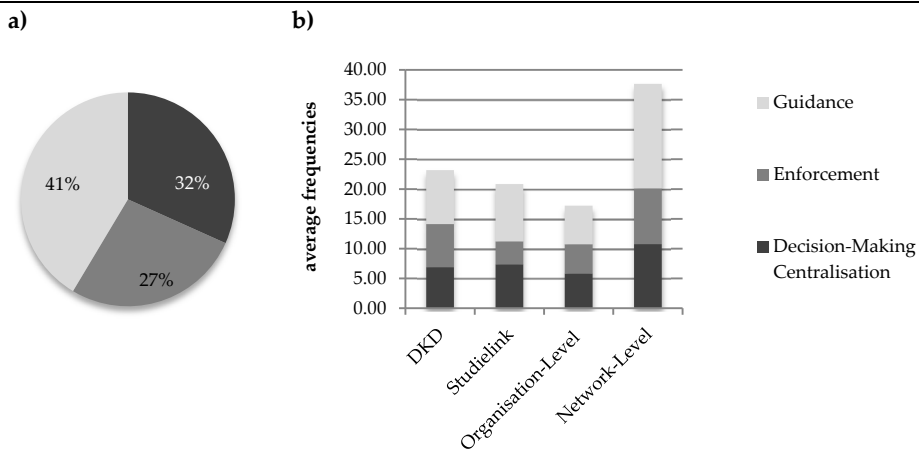 a)
41%
32%
27%
b)
average frequencies
40.00
35.00
30.00
25.00
20.00
15.00
10.00
5.00
0.00
DKD
Studielink
Organisation-Level
Network-Level
Guidance
Enforcement
Decision-Making
Centralisation